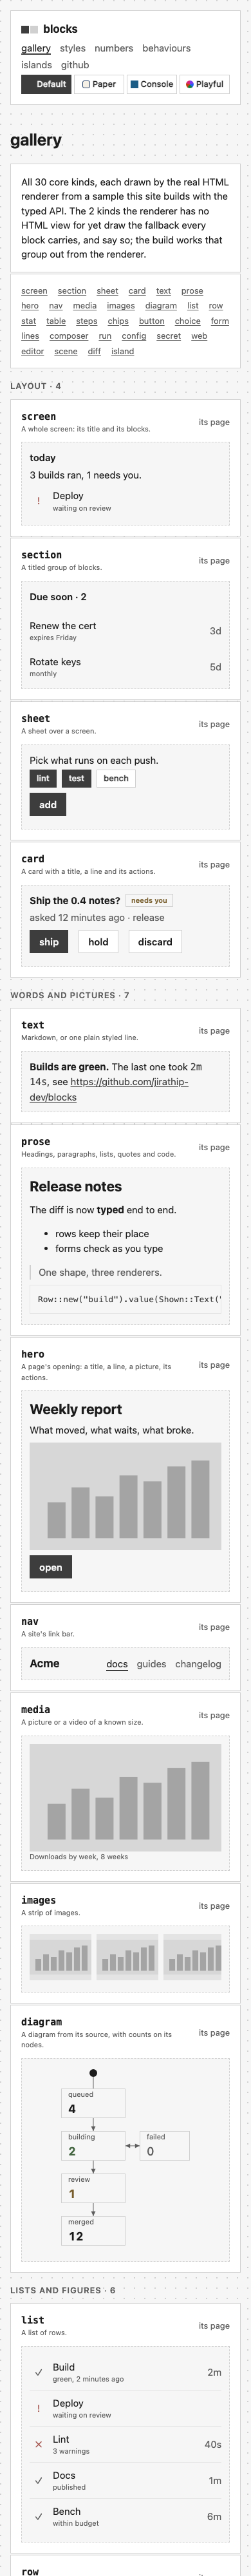 blocks
gallery styles numbers behaviours
islands github
Default Paper Console Playful
gallery
All 30 core kinds, each drawn by the real HTML
renderer from a sample this site builds with the
typed API. The 2 kinds the renderer has no
HTML view for yet draw the fallback every
block carries, and say so; the build works that
group out from the renderer.
screen section sheet card text prose
hero nav media images diagram list row
stat table steps chips button choice form
lines composer run config secret web
editor scene diff island
LAYOUT · 4
screen
its page
A whole screen: its title and its blocks.
today
3 builds ran, 1 needs you.
! Deploy
waiting on review
section
its page
A titled group of blocks.
Due soon · 2
Renew the cert 3d
expires Friday
Rotate keys 5d
monthly
sheet
its page
A sheet over a screen.
Pick what runs on each push.
lint test bench
add
card
its page
A card with a title, a line and its actions.
Ship the 0.4 notes? needs you
asked 12 minutes ago · release
ship hold discard
WORDS AND PICTURES · 7
text
its page
Markdown, or one plain styled line.
Builds are green. The last one took 2m
14s, see https://github.com/jirathip-
dev/blocks
prose
its page
Headings, paragraphs, lists, quotes and code.
Release notes
The diff is now typed end to end.
• rows keep their place
• forms check as you type
One shape, three renderers.
Row::new("build").value(Shown::Text("
hero
its page
A page's opening: a title, a line, a picture, its
actions.
Weekly report
What moved, what waits, what broke.
open
nav
its page
A site's link bar.
Acme docs guides changelog
media
its page
A picture or a video of a known size.
Downloads by week, 8 weeks
images
its page
A strip of images.
diagram
its page
A diagram from its source, with counts on its
nodes.
queued
4
building failed
2 0
review
1
merged
12
LISTS AND FIGURES · 6
list
its page
A list of rows.
Build 2m
green, 2 minutes ago
! Deploy
waiting on review
Lint 40s
3 warnings
Docs 1m
published
Bench 6m
within budget
row